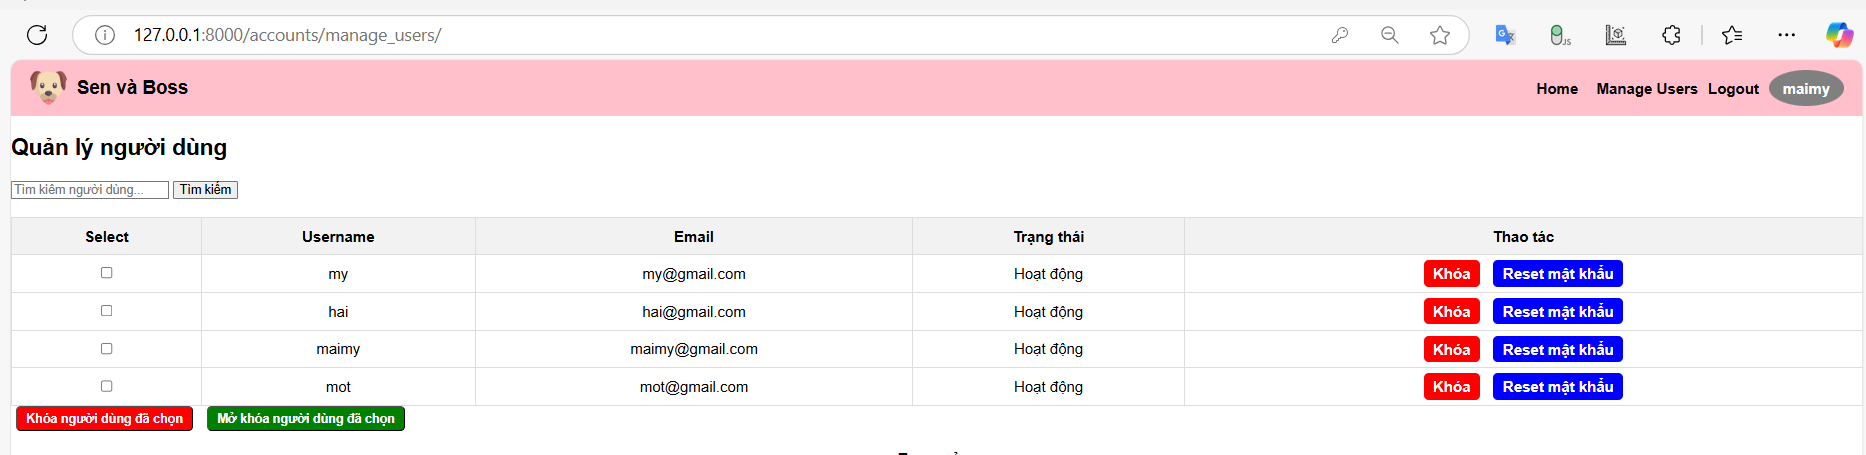 127.0.0.1:8000/accounts/manage_users/
Sen và Boss
Home Manage Users Logout maimy
Quản lý người dùng
Tìm kiếm người dùng... Tìm kiếm
Select Username Email Trạng thái Thao tác
my my@gmail.com Hoạt động Khóa Reset mật khẩu
hai hai@gmail.com Hoạt động Khóa Reset mật khẩu
maimy maimy@gmail.com Hoạt động Khóa Reset mật khẩu
mot mot@gmail.com Hoạt động Khóa Reset mật khẩu
Khóa người dùng đã chọn Mở khóa người dùng đã chọn